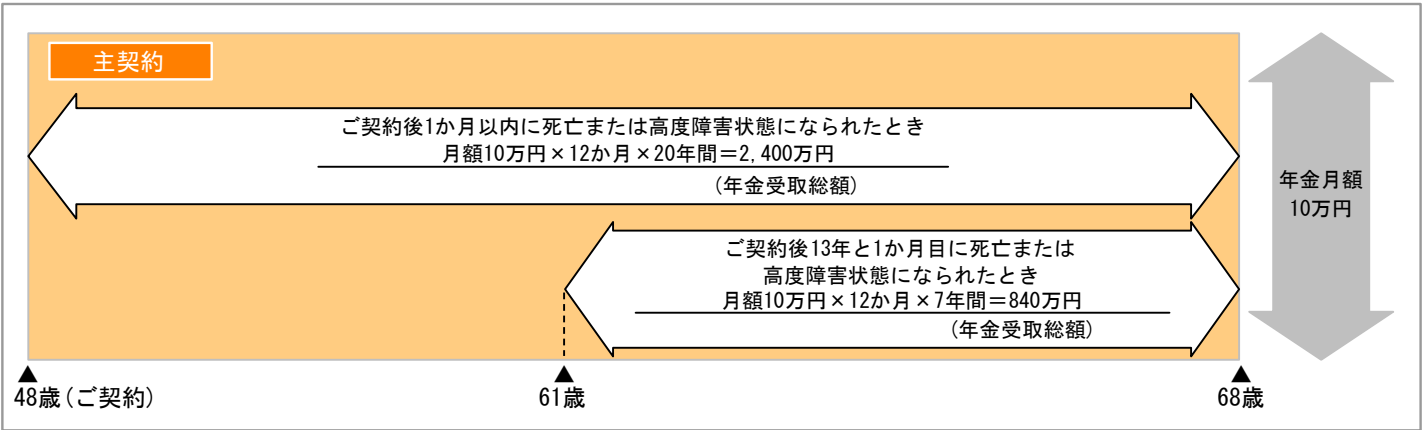 主契約
ご契約後1か月以内に死亡または高度障害状態になられたとき
月額10万円×12か月×20年間＝2,400万円
(年金受取総額)
ご契約後13年と1か月目に死亡または
高度障害状態になられたとき
月額10万円×12か月×7年間＝840万円
(年金受取総額)
年金月額
10万円
▲
48歳(ご契約)
▲
61歳
▲
68歳